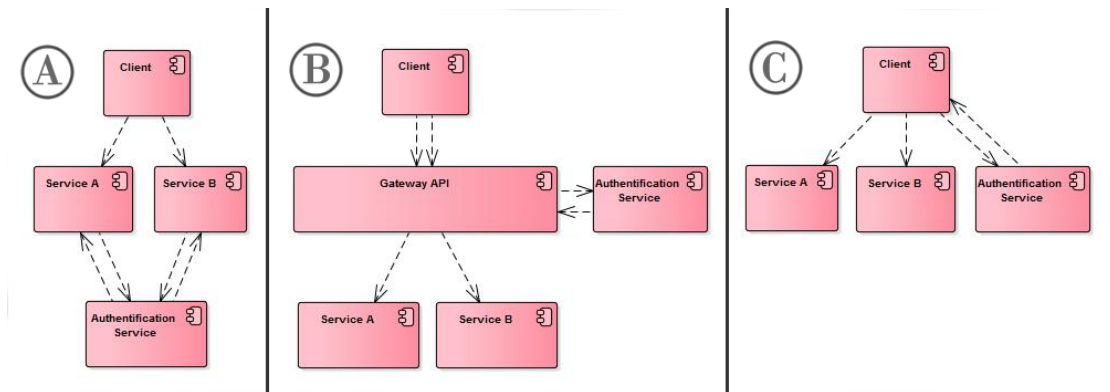 A
Client
Service A
Service B
Authentification
Service
B
Client
Gateway API
Authentification
Service
Service A
Service B
C
Client
Service A
Service B
Authentification
Service